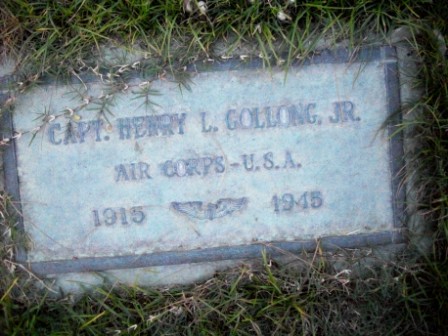 CAPT. HENRY L. GOLLONG, JR.
AIR CORPS-U.S.A.
1915 1945